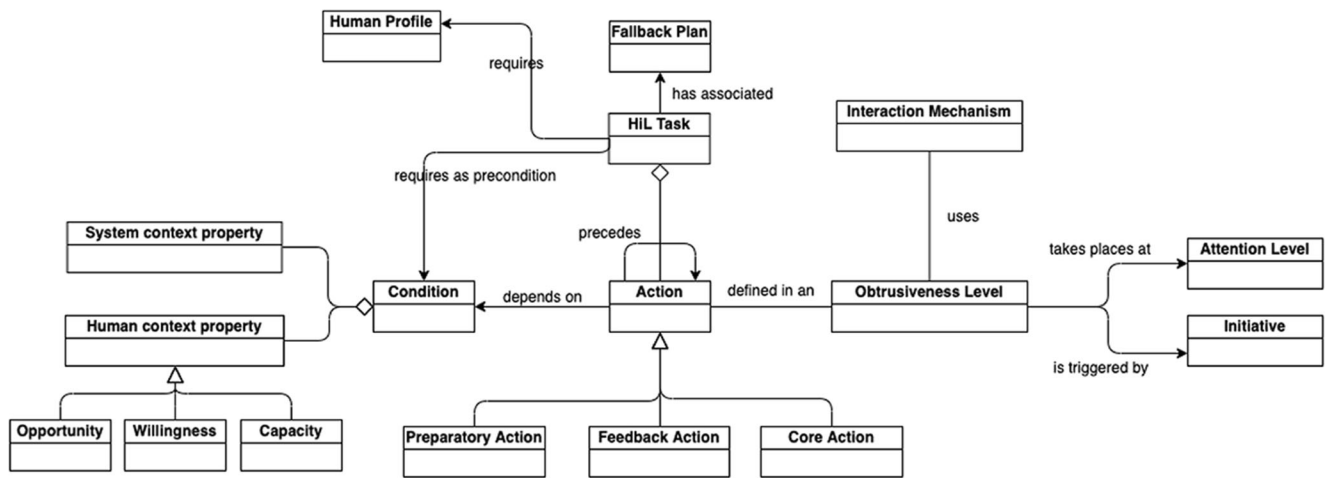 Human Profile
Fallback Plan
requires
has associated
Interaction Mechanism
HiL Task
requires as precondition
uses
System context property
precedes
takes places at
Attention Level
Condition
depends on
Action
defined in an
Obtrusiveness Level
Human context property
Initiative
is triggered by
Opportunity
Willingness
Capacity
Preparatory Action
Feedback Action
Core Action